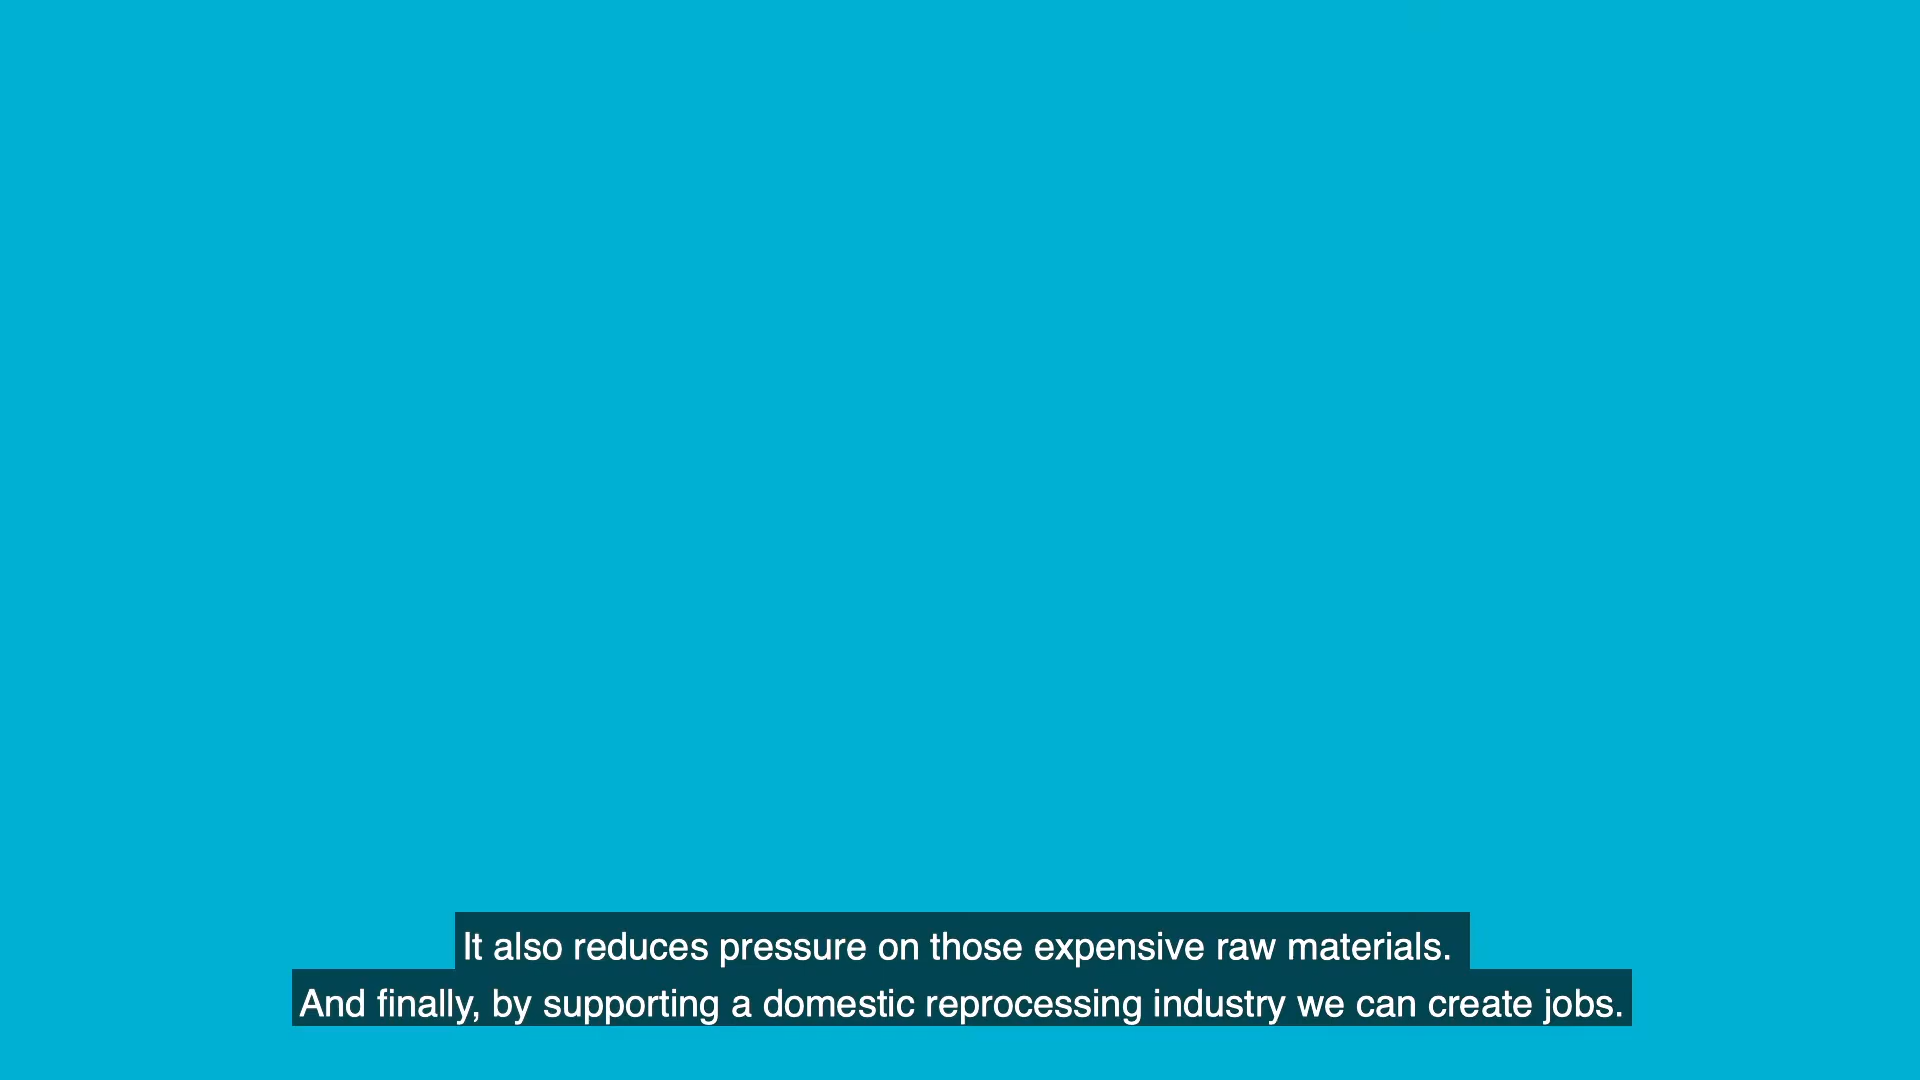 It also reduces pressure on those expensive raw materials.
And finally, by supporting a domestic reprocessing industry we can create jobs.